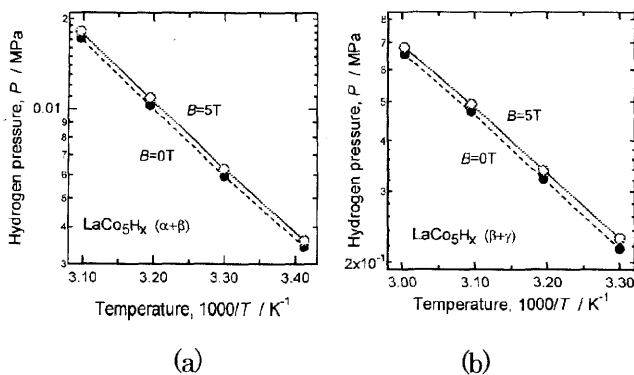 Hydrogen pressure, P / MPa
2
0.01
8
7
6
5
4
3
B=5T
B=0T
LaCo₅Hₓ (α+β)
3.10 3.20 3.30 3.40
Temperature, 1000/T / K⁻¹
(a)
Hydrogen pressure, P / MPa
8
7
6
5
4
3
2x10⁻¹
B=5T
B=0T
LaCo₅Hₓ (β+γ)
3.00 3.10 3.20 3.30
Temperature, 1000/T / K⁻¹
(b)